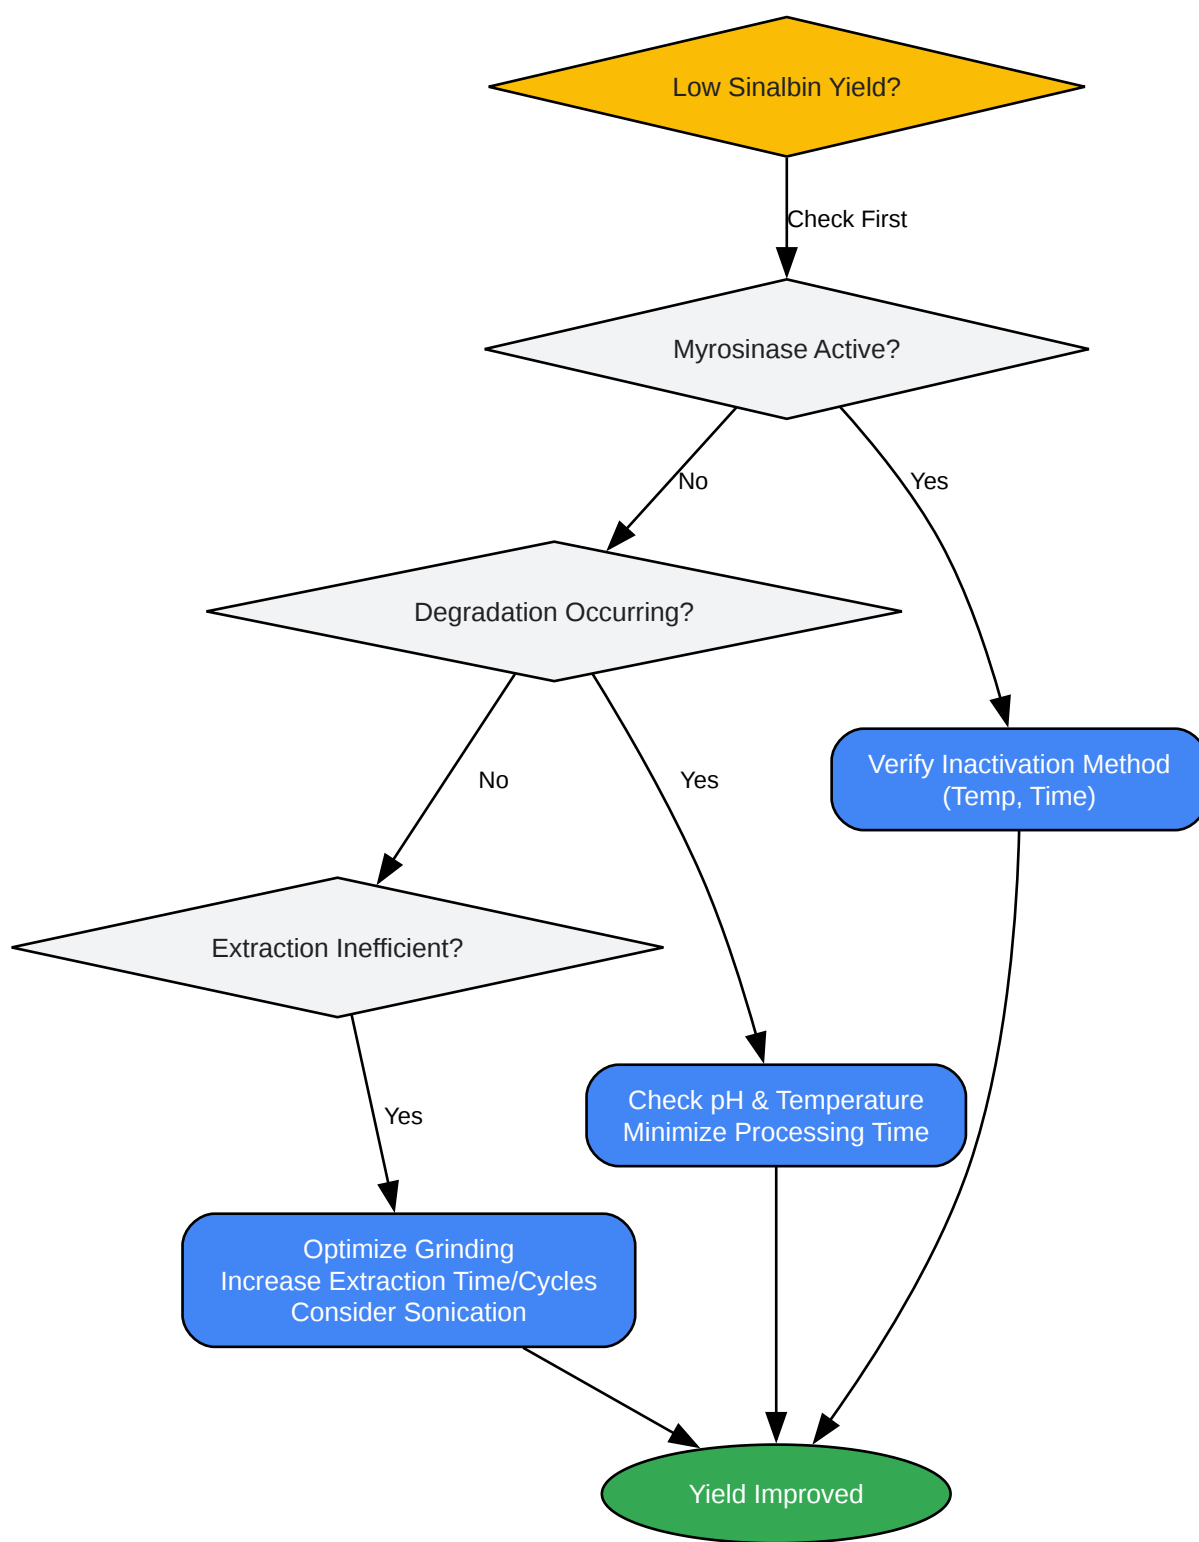 Low Sinalbin Yield?
Check First
Myrosinase Active?
No
Yes
Degradation Occurring?
No
Yes
Verify Inactivation Method
(Temp, Time)
Extraction Inefficient?
Yes
Check pH & Temperature
Minimize Processing Time
Optimize Grinding
Increase Extraction Time/Cycles
Consider Sonication
Yield Improved